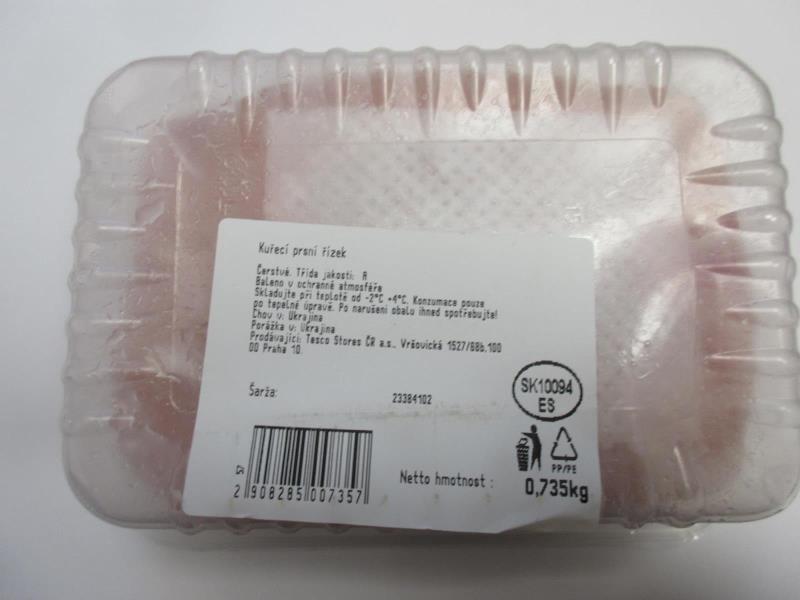 Kuřecí prsní řízek
Čerstvé. Třída jakosti: A
Baleno v ochranné atmosféře
Skladujte při teplotě od -2°C +4°C. Konzumace pouze
po tepelné úpravě. Po narušení obalu ihned spotřebujte!
Chov v: Ukrajina
Porážka v: Ukrajina
Prodávající: Tesco Stores ČR a.s., Vršovická 1527/68b,100
00 Praha 10
Šarža: 23384102
SK10094
ES
PP/PE
Netto hmotnost : 0,735kg
2 908285 007357